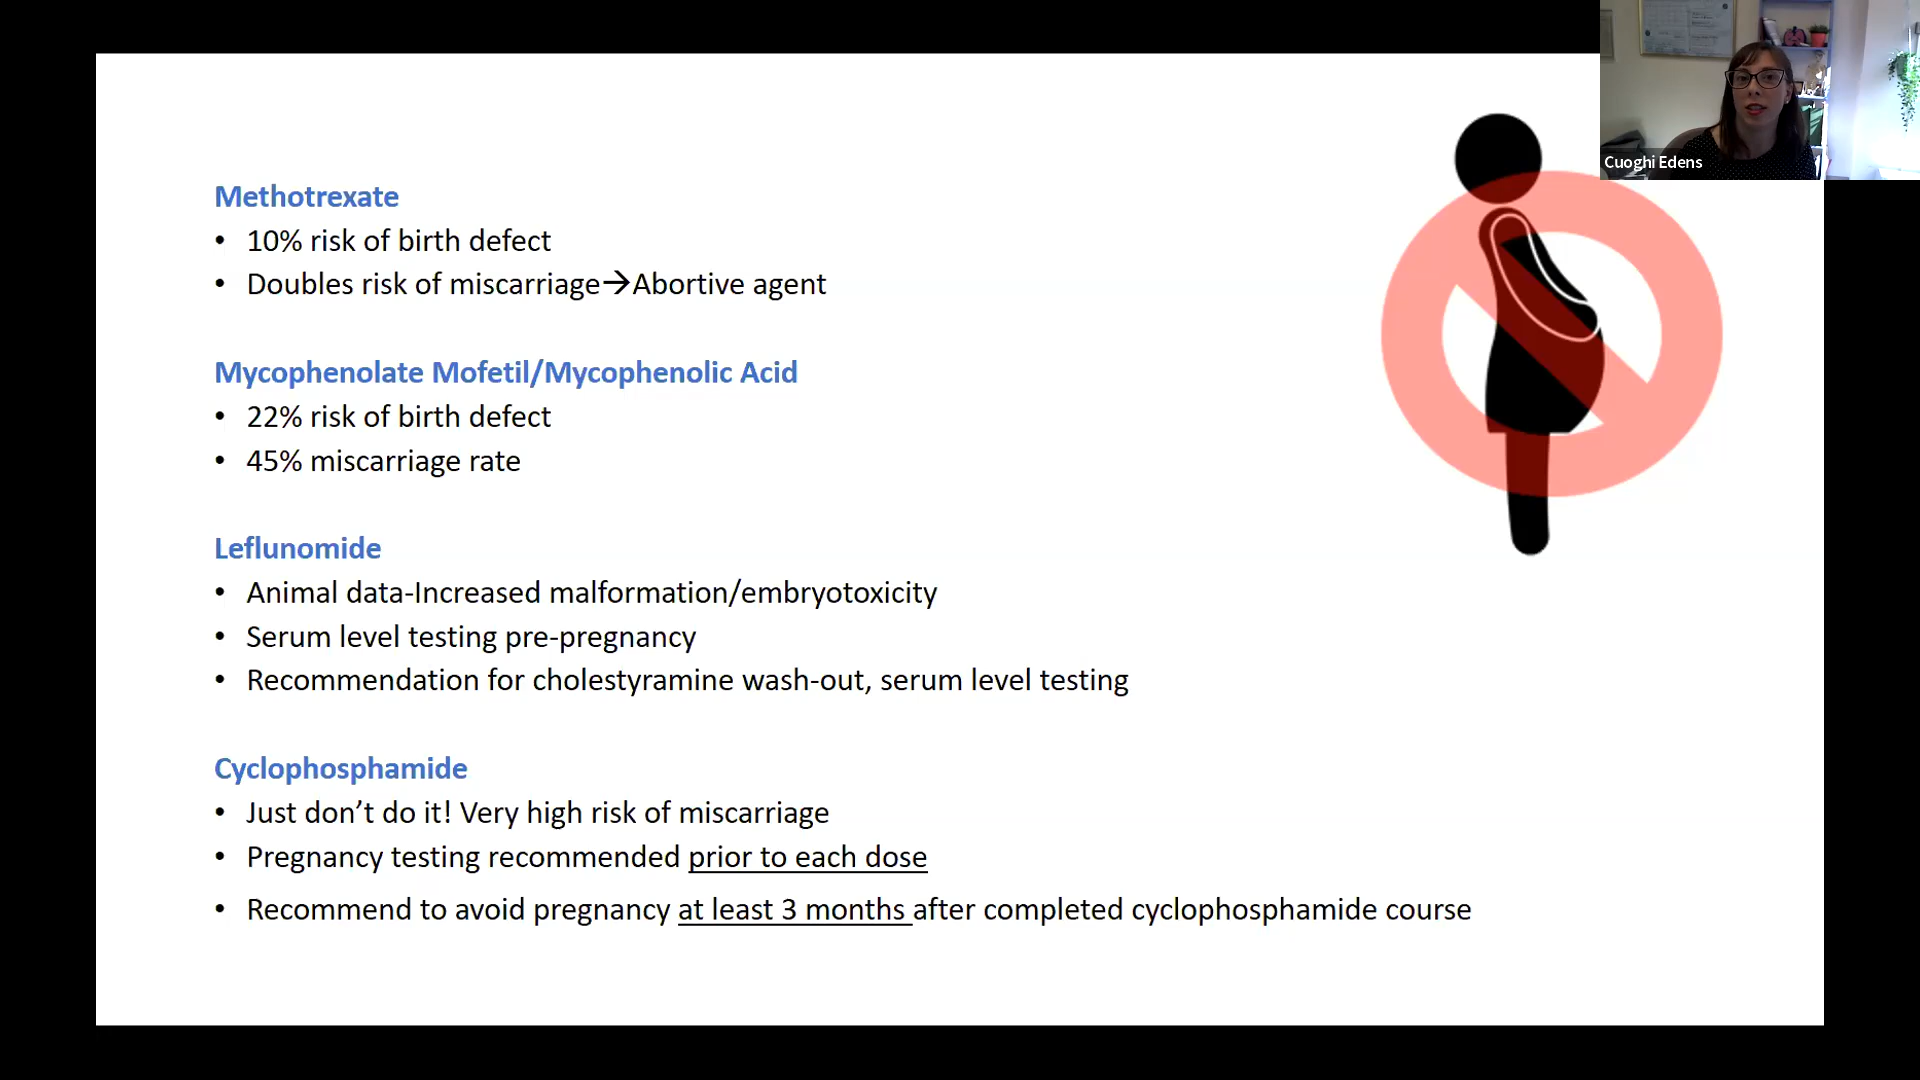 Cuoghi Edens
Methotrexate
• 10% risk of birth defect
• Doubles risk of miscarriage→Abortive agent
Mycophenolate Mofetil/Mycophenolic Acid
• 22% risk of birth defect
• 45% miscarriage rate
Leflunomide
• Animal data-Increased malformation/embryotoxicity
• Serum level testing pre-pregnancy
• Recommendation for cholestyramine wash-out, serum level testing
Cyclophosphamide
• Just don’t do it! Very high risk of miscarriage
• Pregnancy testing recommended prior to each dose
• Recommend to avoid pregnancy at least 3 months after completed cyclophosphamide course